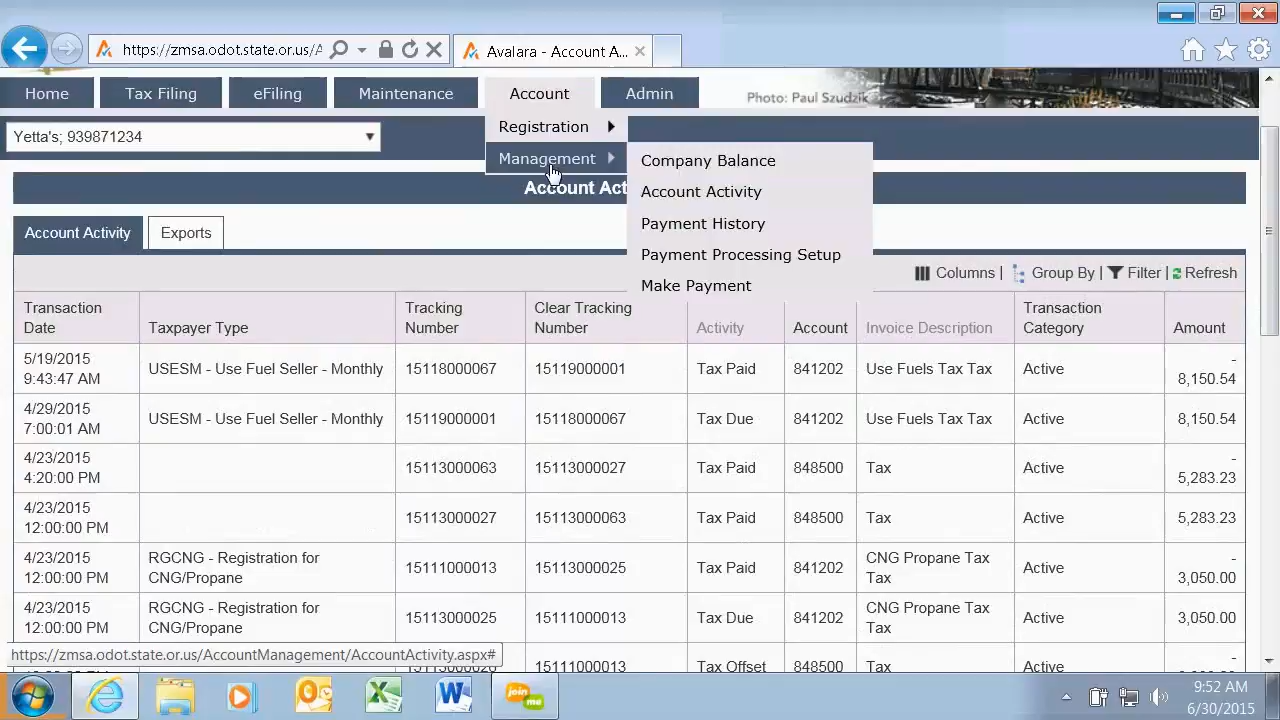 https://zmsa.odot.state.or.us/A
Avalara - Account A...
Home
Tax Filing
eFiling
Maintenance
Account
Admin
Photo: Paul Szudzik
Registration
Yetta's; 939871234
Management
Company Balance
Account Activity
Payment History
Payment Processing Setup
Make Payment
Account Act
Account Activity
Exports
Columns | Group By | Filter | Refresh
Transaction Date Taxpayer Type Tracking Number Clear Tracking Number Activity Account Invoice Description Transaction Category Amount
5/19/2015 9:43:47 AM USESM - Use Fuel Seller - Monthly 15118000067 15119000001 Tax Paid 841202 Use Fuels Tax Tax Active - 8,150.54
4/29/2015 7:00:01 AM USESM - Use Fuel Seller - Monthly 15119000001 15118000067 Tax Due 841202 Use Fuels Tax Tax Active 8,150.54
4/23/2015 4:20:00 PM 15113000063 15113000027 Tax Paid 848500 Tax Active - 5,283.23
4/23/2015 12:00:00 PM 15113000027 15113000063 Tax Paid 848500 Tax Active 5,283.23
4/23/2015 12:00:00 PM RGCNG - Registration for CNG/Propane 15111000013 15113000025 Tax Paid 841202 CNG Propane Tax Tax Active - 3,050.00
4/23/2015 12:00:00 PM RGCNG - Registration for CNG/Propane 15113000025 15111000013 Tax Due 841202 CNG Propane Tax Tax Active 3,050.00
15111000013 Tax Offset 848500 Tax Active
https://zmsa.odot.state.or.us/AccountManagement/AccountActivity.aspx#
join me
9:52 AM
6/30/2015